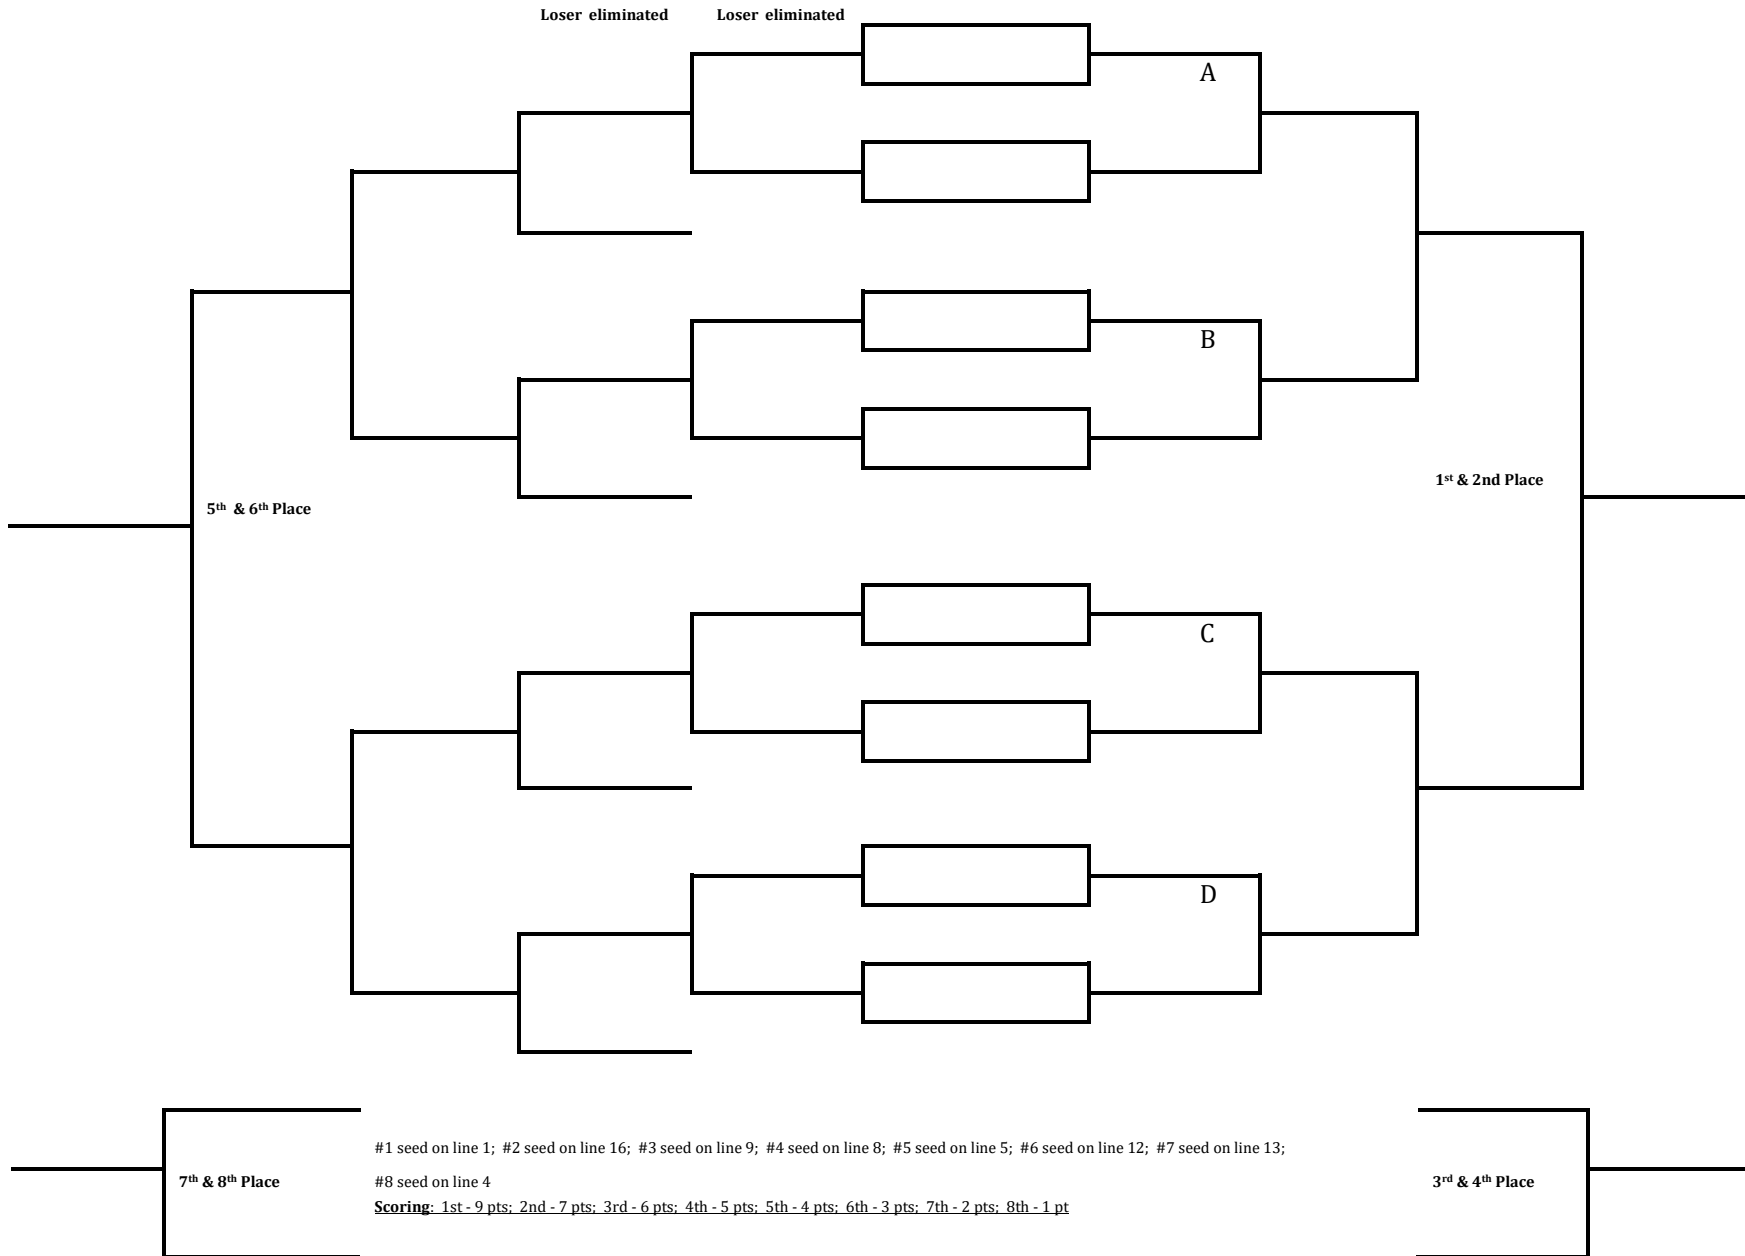 Loser eliminated Loser eliminated
A
B
1st & 2nd Place
5th & 6th Place
C
D
#1 seed on line 1; #2 seed on line 16; #3 seed on line 9; #4 seed on line 8; #5 seed on line 5; #6 seed on line 12; #7 seed on line 13;
7th & 8th Place
#8 seed on line 4
3rd & 4th Place
Scoring: 1st - 9 pts; 2nd - 7 pts; 3rd - 6 pts; 4th - 5 pts; 5th - 4 pts; 6th - 3 pts; 7th - 2 pts; 8th - 1 pt